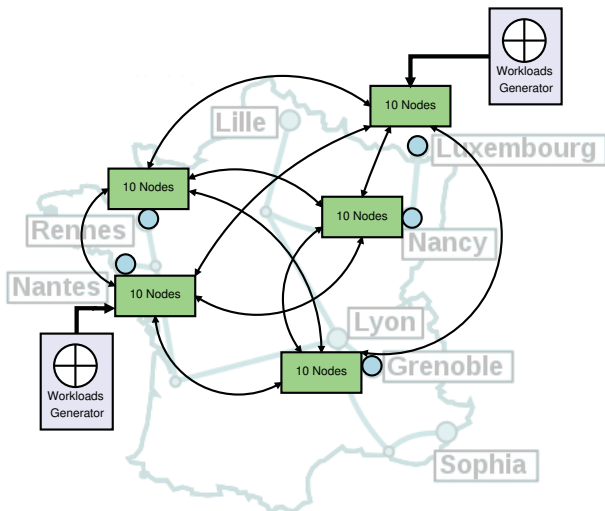 Workloads
Generator
10 Nodes
Lille
Luxembourg
10 Nodes
10 Nodes
Rennes
Nancy
Nantes
10 Nodes
Lyon
10 Nodes
Grenoble
Workloads
Generator
Sophia